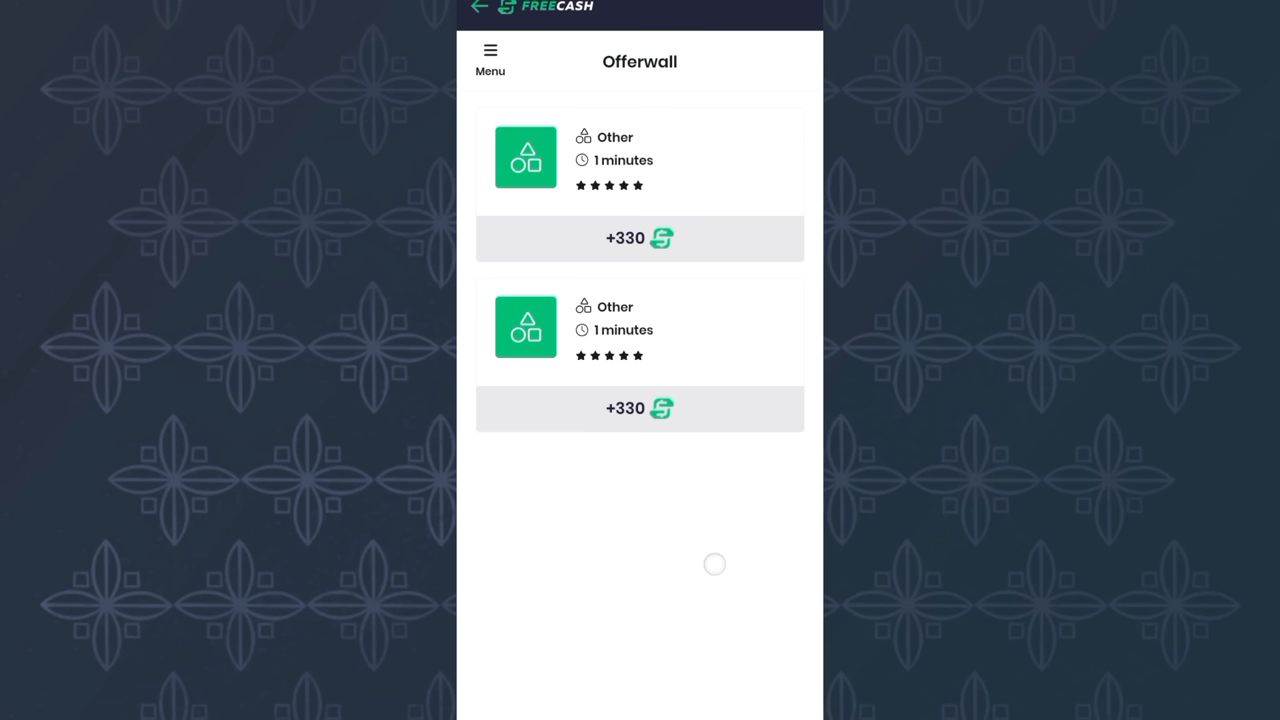 FREECASH
Menu
Offerwall
Other
1 minutes
+330
Other
1 minutes
+330